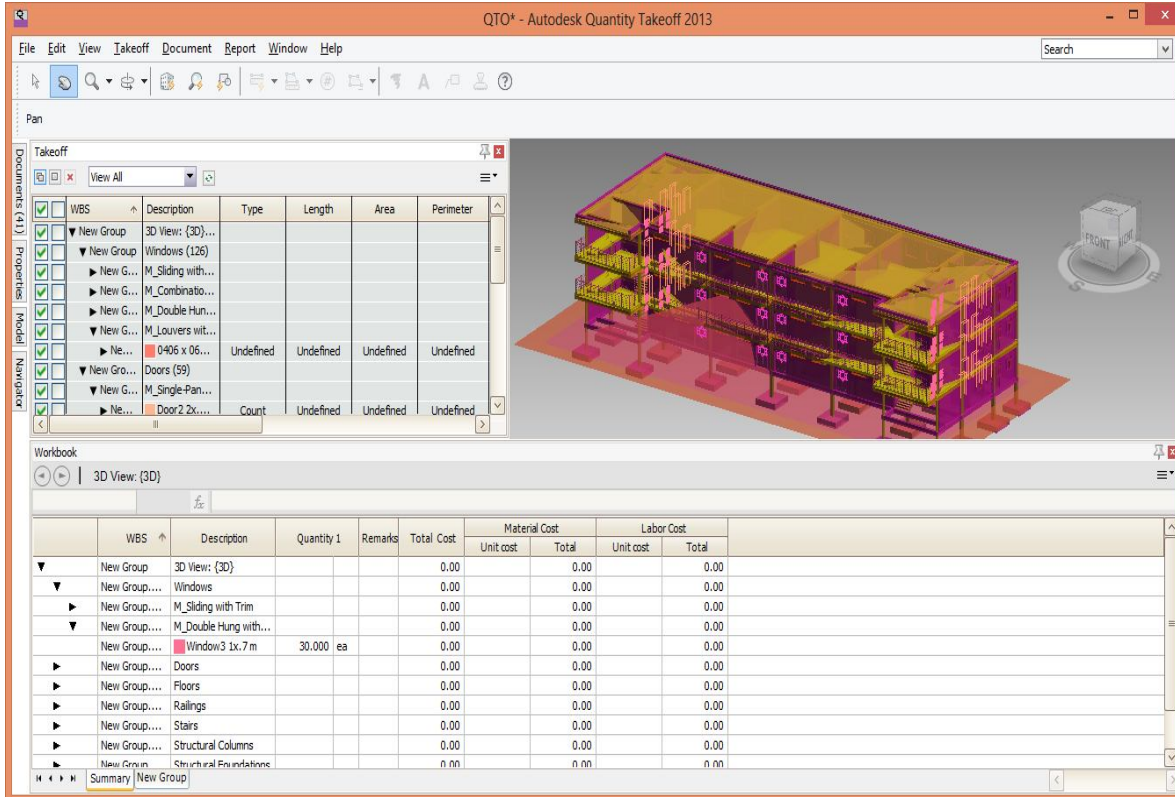 QTO* - Autodesk Quantity Takeoff 2013
File Edit View Takeoff Document Report Window Help
Search
Pan
Documents (41)
Properties
Model
Navigator
Takeoff
View All
WBS Description Type Length Area Perimeter
New Group 3D View: {3D}...
New Group Windows (126)
New G... M_Sliding with...
New G... M_Combinatio...
New G... M_Double Hun...
New G... M_Louvers wit...
Ne... 0406 x 06... Undefined Undefined Undefined Undefined
New Gro... Doors (59)
New G... M_Single-Pan...
Ne... Door2 2x.... Count Undefined Undefined Undefined
FRONT
S
E
Workbook
3D View: {3D}
fx
WBS Description Quantity 1 Remarks Total Cost Material Cost Labor Cost
Unit cost Total Unit cost Total
New Group 3D View: {3D} 0.00 0.00 0.00
New Group.... Windows 0.00 0.00 0.00
New Group.... M_Sliding with Trim 0.00 0.00 0.00
New Group.... M_Double Hung with... 0.00 0.00 0.00
New Group.... Window3 1x.7 m 30.000 ea 0.00 0.00 0.00
New Group.... Doors 0.00 0.00 0.00
New Group.... Floors 0.00 0.00 0.00
New Group.... Railings 0.00 0.00 0.00
New Group.... Stairs 0.00 0.00 0.00
New Group.... Structural Columns 0.00 0.00 0.00
New Group.... Structural Foundations 0.00 0.00 0.00
Summary New Group